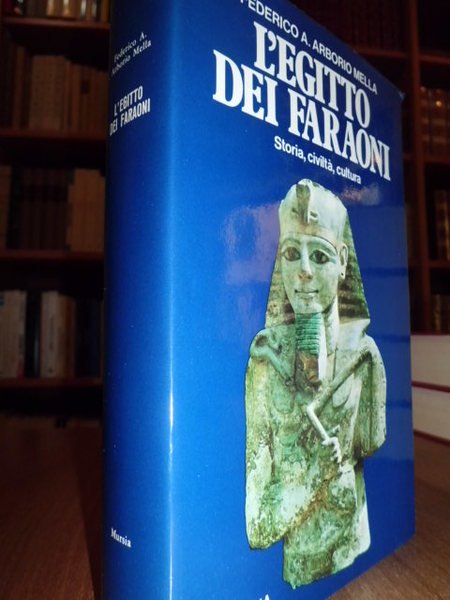 FEDERICO A. ARBORIO MELLA
L'EGITTO
DEI FARAONI
Storia, civiltà, cultura
Federico A.
Arborio Mella
L'EGITTO
DEI FARAONI
Mursia